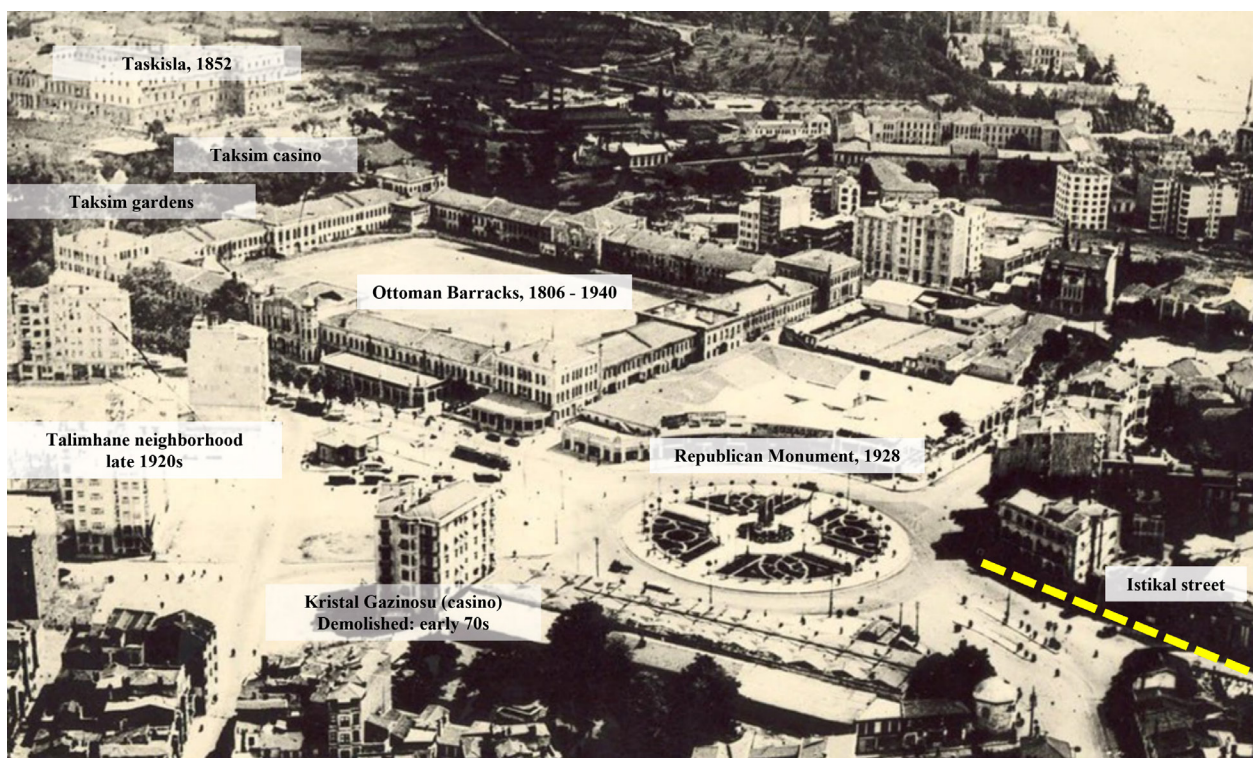 Taskisla, 1852
Taksim casino
Taksim gardens
Ottoman Barracks, 1806 - 1940
Talimhane neighborhood
late 1920s
Republican Monument, 1928
Istikal street
Kristal Gazinosu (casino)
Demolished: early 70s